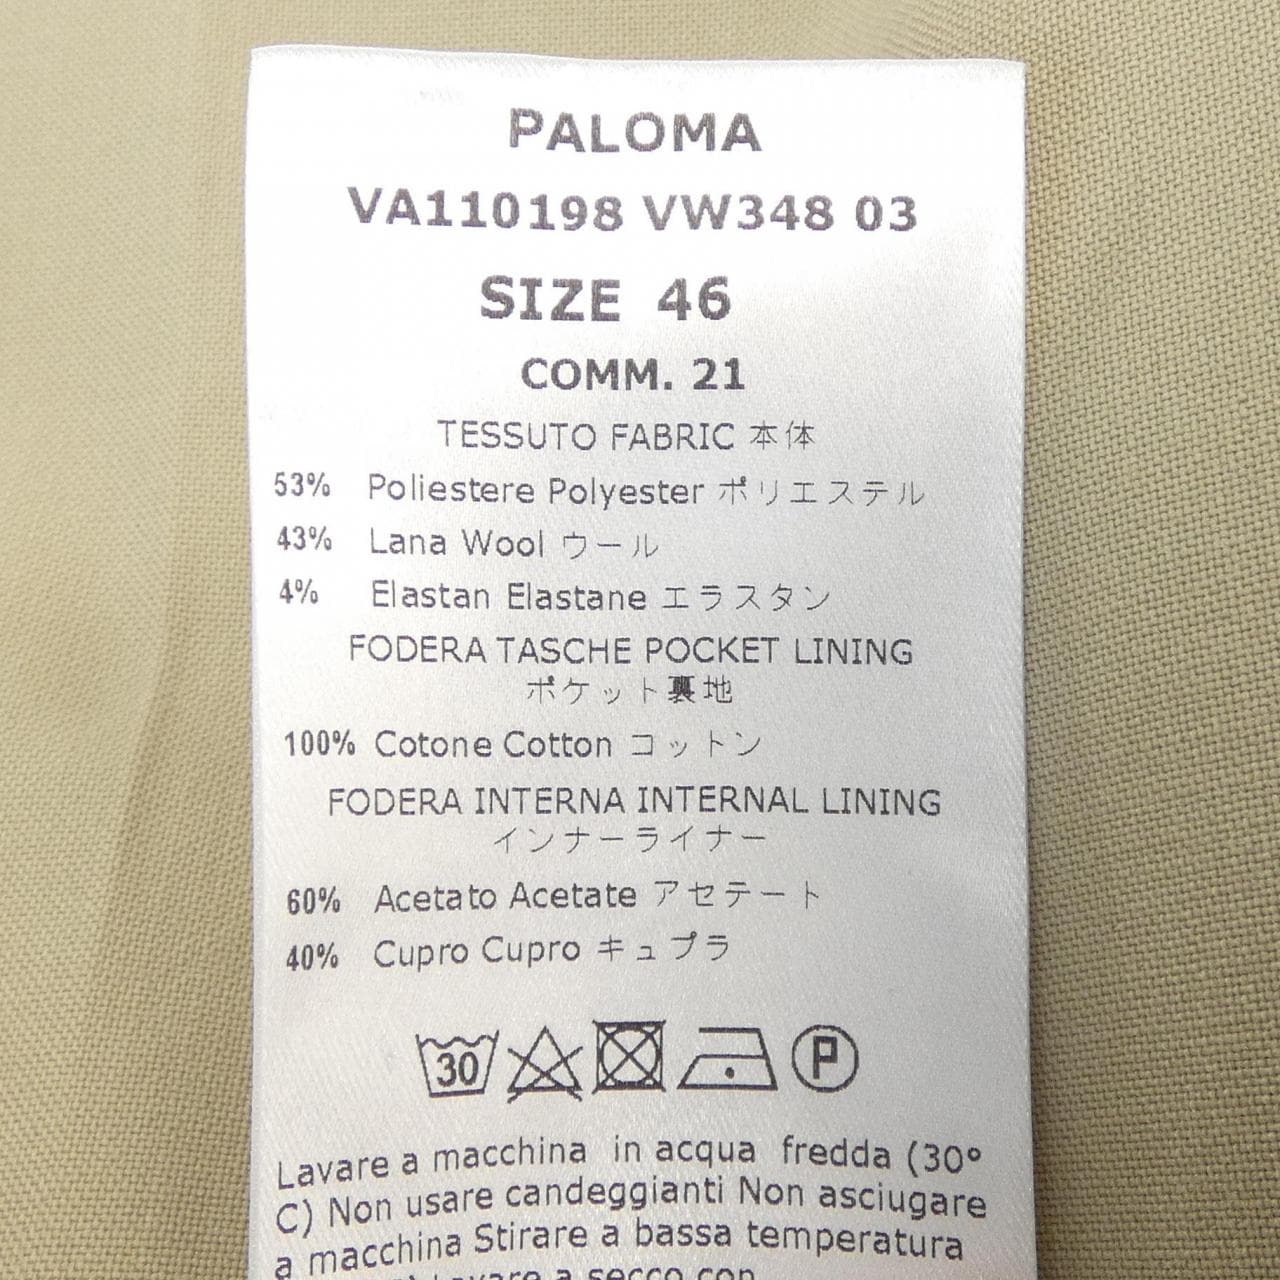 PALOMA
VA110198 VW348 03
SIZE 46
COMM. 21
TESSUTO FABRIC 本体
53% Poliestere Polyester ポリエステル
43% Lana Wool ウール
4% Elastan Elastane エラスタン
FODERA TASCHE POCKET LINING
ポケット裏地
100% Cotone Cotton コットン
FODERA INTERNA INTERNAL LINING
インナーライナー
60% Acetato Acetate アセテート
40% Cupro Cupro キュプラ
30 P
Lavare a macchina in acqua fredda (30°
C) Non usare candeggianti Non asciugare
a macchina Stirare a bassa temperatura
Lavare a secco con